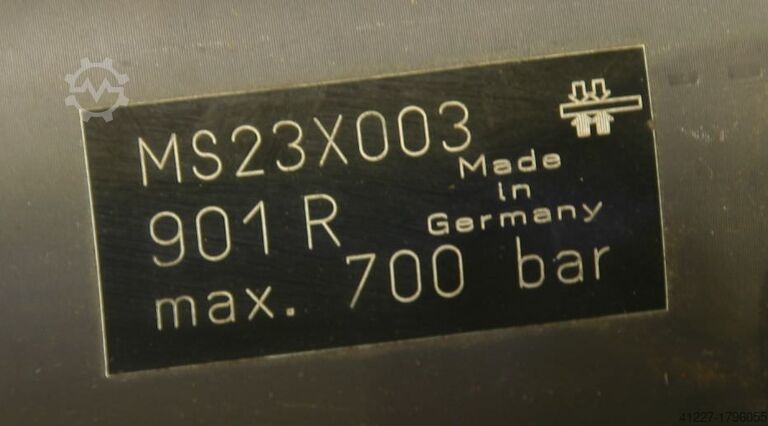 MS23X003
Made
in
Germany
901 R
max. 700 bar
41227-1796055